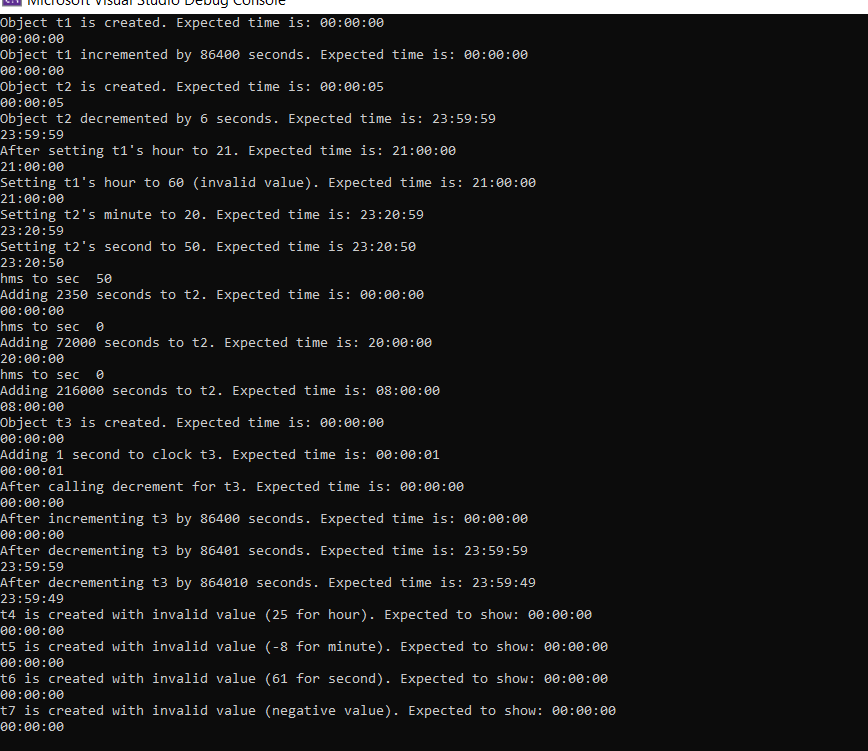 Microsoft Visual Studio Debug Console
Object t1 is created. Expected time is: 00:00:00
00:00:00
Object t1 incremented by 86400 seconds. Expected time is: 00:00:00
00:00:00
Object t2 is created. Expected time is: 00:00:05
00:00:05
Object t2 decremented by 6 seconds. Expected time is: 23:59:59
23:59:59
After setting t1's hour to 21. Expected time is: 21:00:00
21:00:00
Setting t1's hour to 60 (invalid value). Expected time is: 21:00:00
21:00:00
Setting t2's minute to 20. Expected time is: 23:20:59
23:20:59
Setting t2's second to 50. Expected time is 23:20:50
23:20:50
hms to sec  50
Adding 2350 seconds to t2. Expected time is: 00:00:00
00:00:00
hms to sec  0
Adding 72000 seconds to t2. Expected time is: 20:00:00
20:00:00
hms to sec  0
Adding 216000 seconds to t2. Expected time is: 08:00:00
08:00:00
Object t3 is created. Expected time is: 00:00:00
00:00:00
Adding 1 second to clock t3. Expected time is: 00:00:01
00:00:01
After calling decrement for t3. Expected time is: 00:00:00
00:00:00
After incrementing t3 by 86400 seconds. Expected time is: 00:00:00
00:00:00
After decrementing t3 by 86401 seconds. Expected time is: 23:59:59
23:59:59
After decrementing t3 by 864010 seconds. Expected time is: 23:59:49
23:59:49
t4 is created with invalid value (25 for hour). Expected to show: 00:00:00
00:00:00
t5 is created with invalid value (-8 for minute). Expected to show: 00:00:00
00:00:00
t6 is created with invalid value (61 for second). Expected to show: 00:00:00
00:00:00
t7 is created with invalid value (negative value). Expected to show: 00:00:00
00:00:00